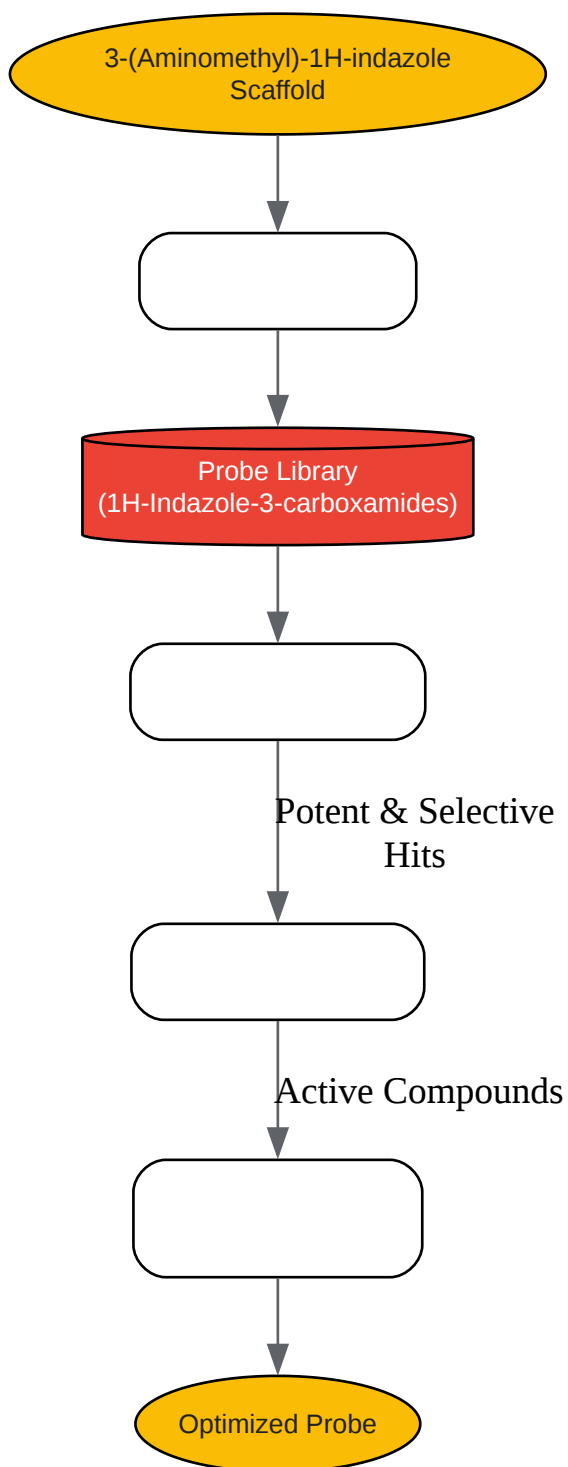 3-(Aminomethyl)-1H-indazole
Scaffold
Probe Library
(1H-Indazole-3-carboxamides)
Potent & Selective
Hits
Active Compounds
Optimized Probe